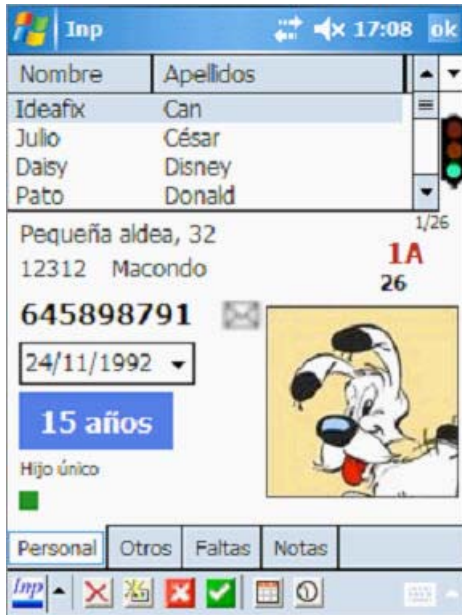 Inp 17:08 ok
Nombre Apellidos
Ideafix Can
Julio César
Daisy Disney
Pato Donald
1/26
Pequeña aldea, 32
1A
12312 Macondo
26
645898791
24/11/1992
15 años
Hijo único
Personal Otros Faltas Notas
Inp